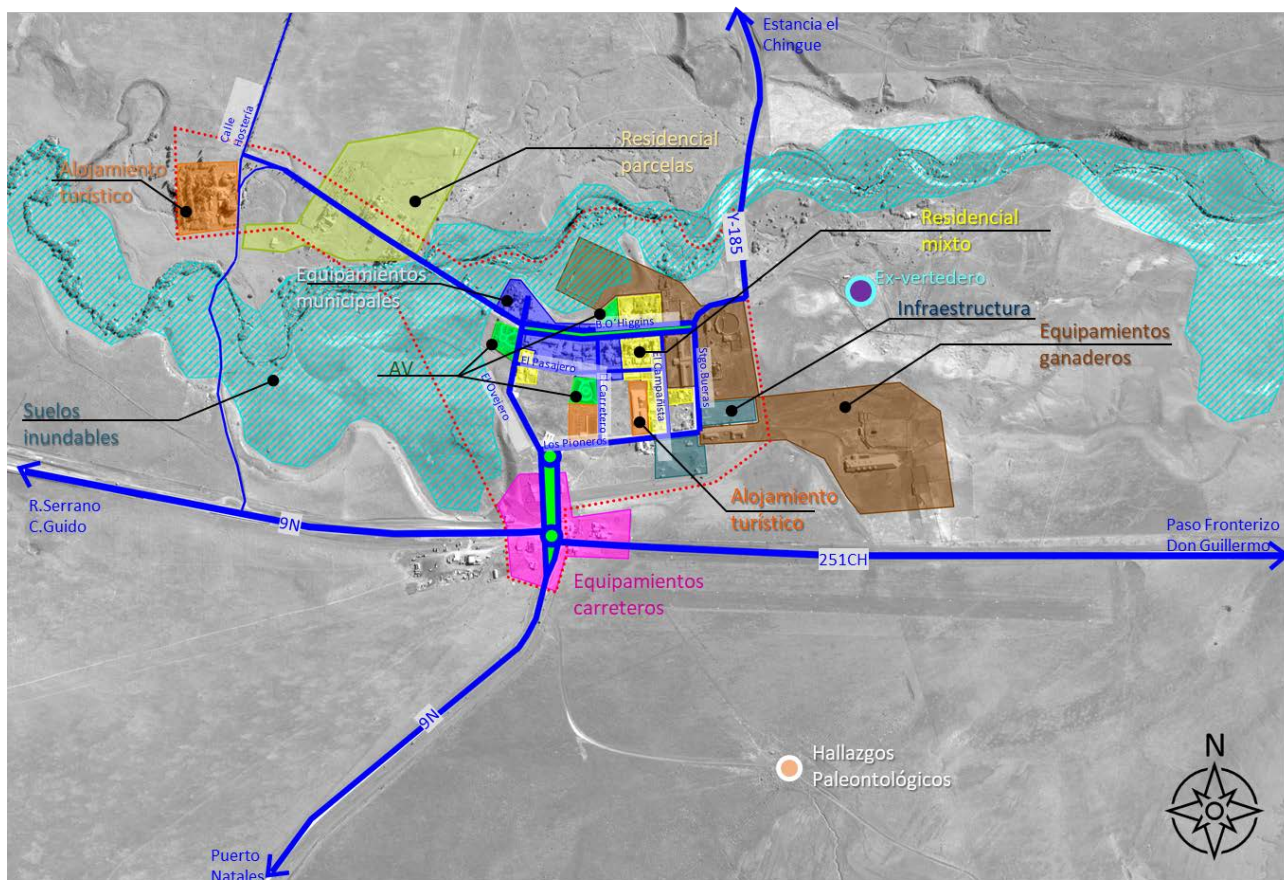 Estancia el
Chingue
Calle
Hostería
Residencial
parcelas
Alojamiento
turístico
Y-185
Residencial
mixto
Equipamientos
municipales
Ex-vertedero
B.O'Higgins
Infraestructura
Equipamientos
ganaderos
El Pasajero
AV
El Ovejero
El Carretero
El Campañista
Stgo Bueras
Suelos
inundables
Los Pioneros
Alojamiento
turístico
R.Serrano
C.Guido
9N
251CH
Paso Fronterizo
Don Guillermo
Equipamientos
carreteros
9N
Hallazgos
Paleontológicos
N
Puerto
Natales